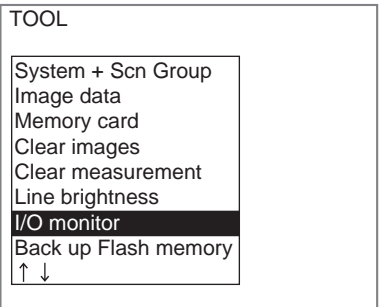 TOOL
System + Scn Group
Image data
Memory card
Clear images
Clear measurement
Line brightness
I/O monitor
Back up Flash memory
↑ ↓